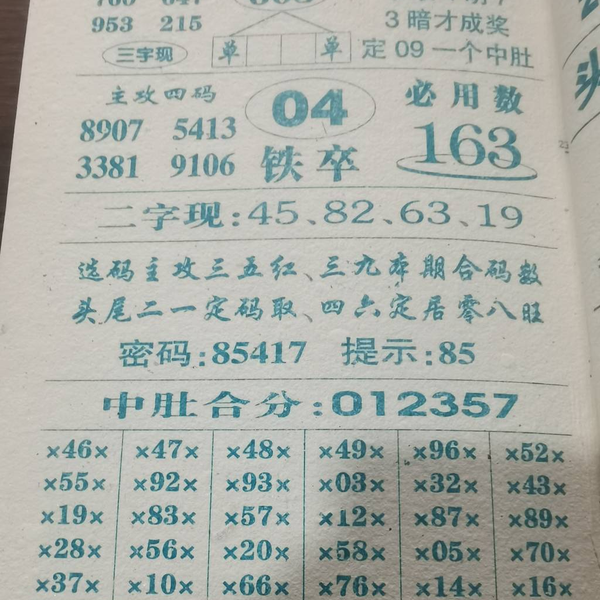 953 215
3暗才成奖
三字现
单 单
定09一个中肚
主攻四码
04
必用数
8907 5413
163
3381 9106
铁卒
二字现:45、82、63、19
选码主攻三五红、三九本期合码数
头尾二一定码取、四六定居零八旺
密码:85417 提示:85
中肚合分:012357
×46× ×47× ×48× ×49× ×96× ×52×
×55× ×92× ×93× ×03× ×32× ×43×
×19× ×83× ×57× ×12× ×87× ×89×
×28× ×56× ×20× ×58× ×05× ×70×
×37× ×10× ×66× ×76× ×14× ×16×
头
23